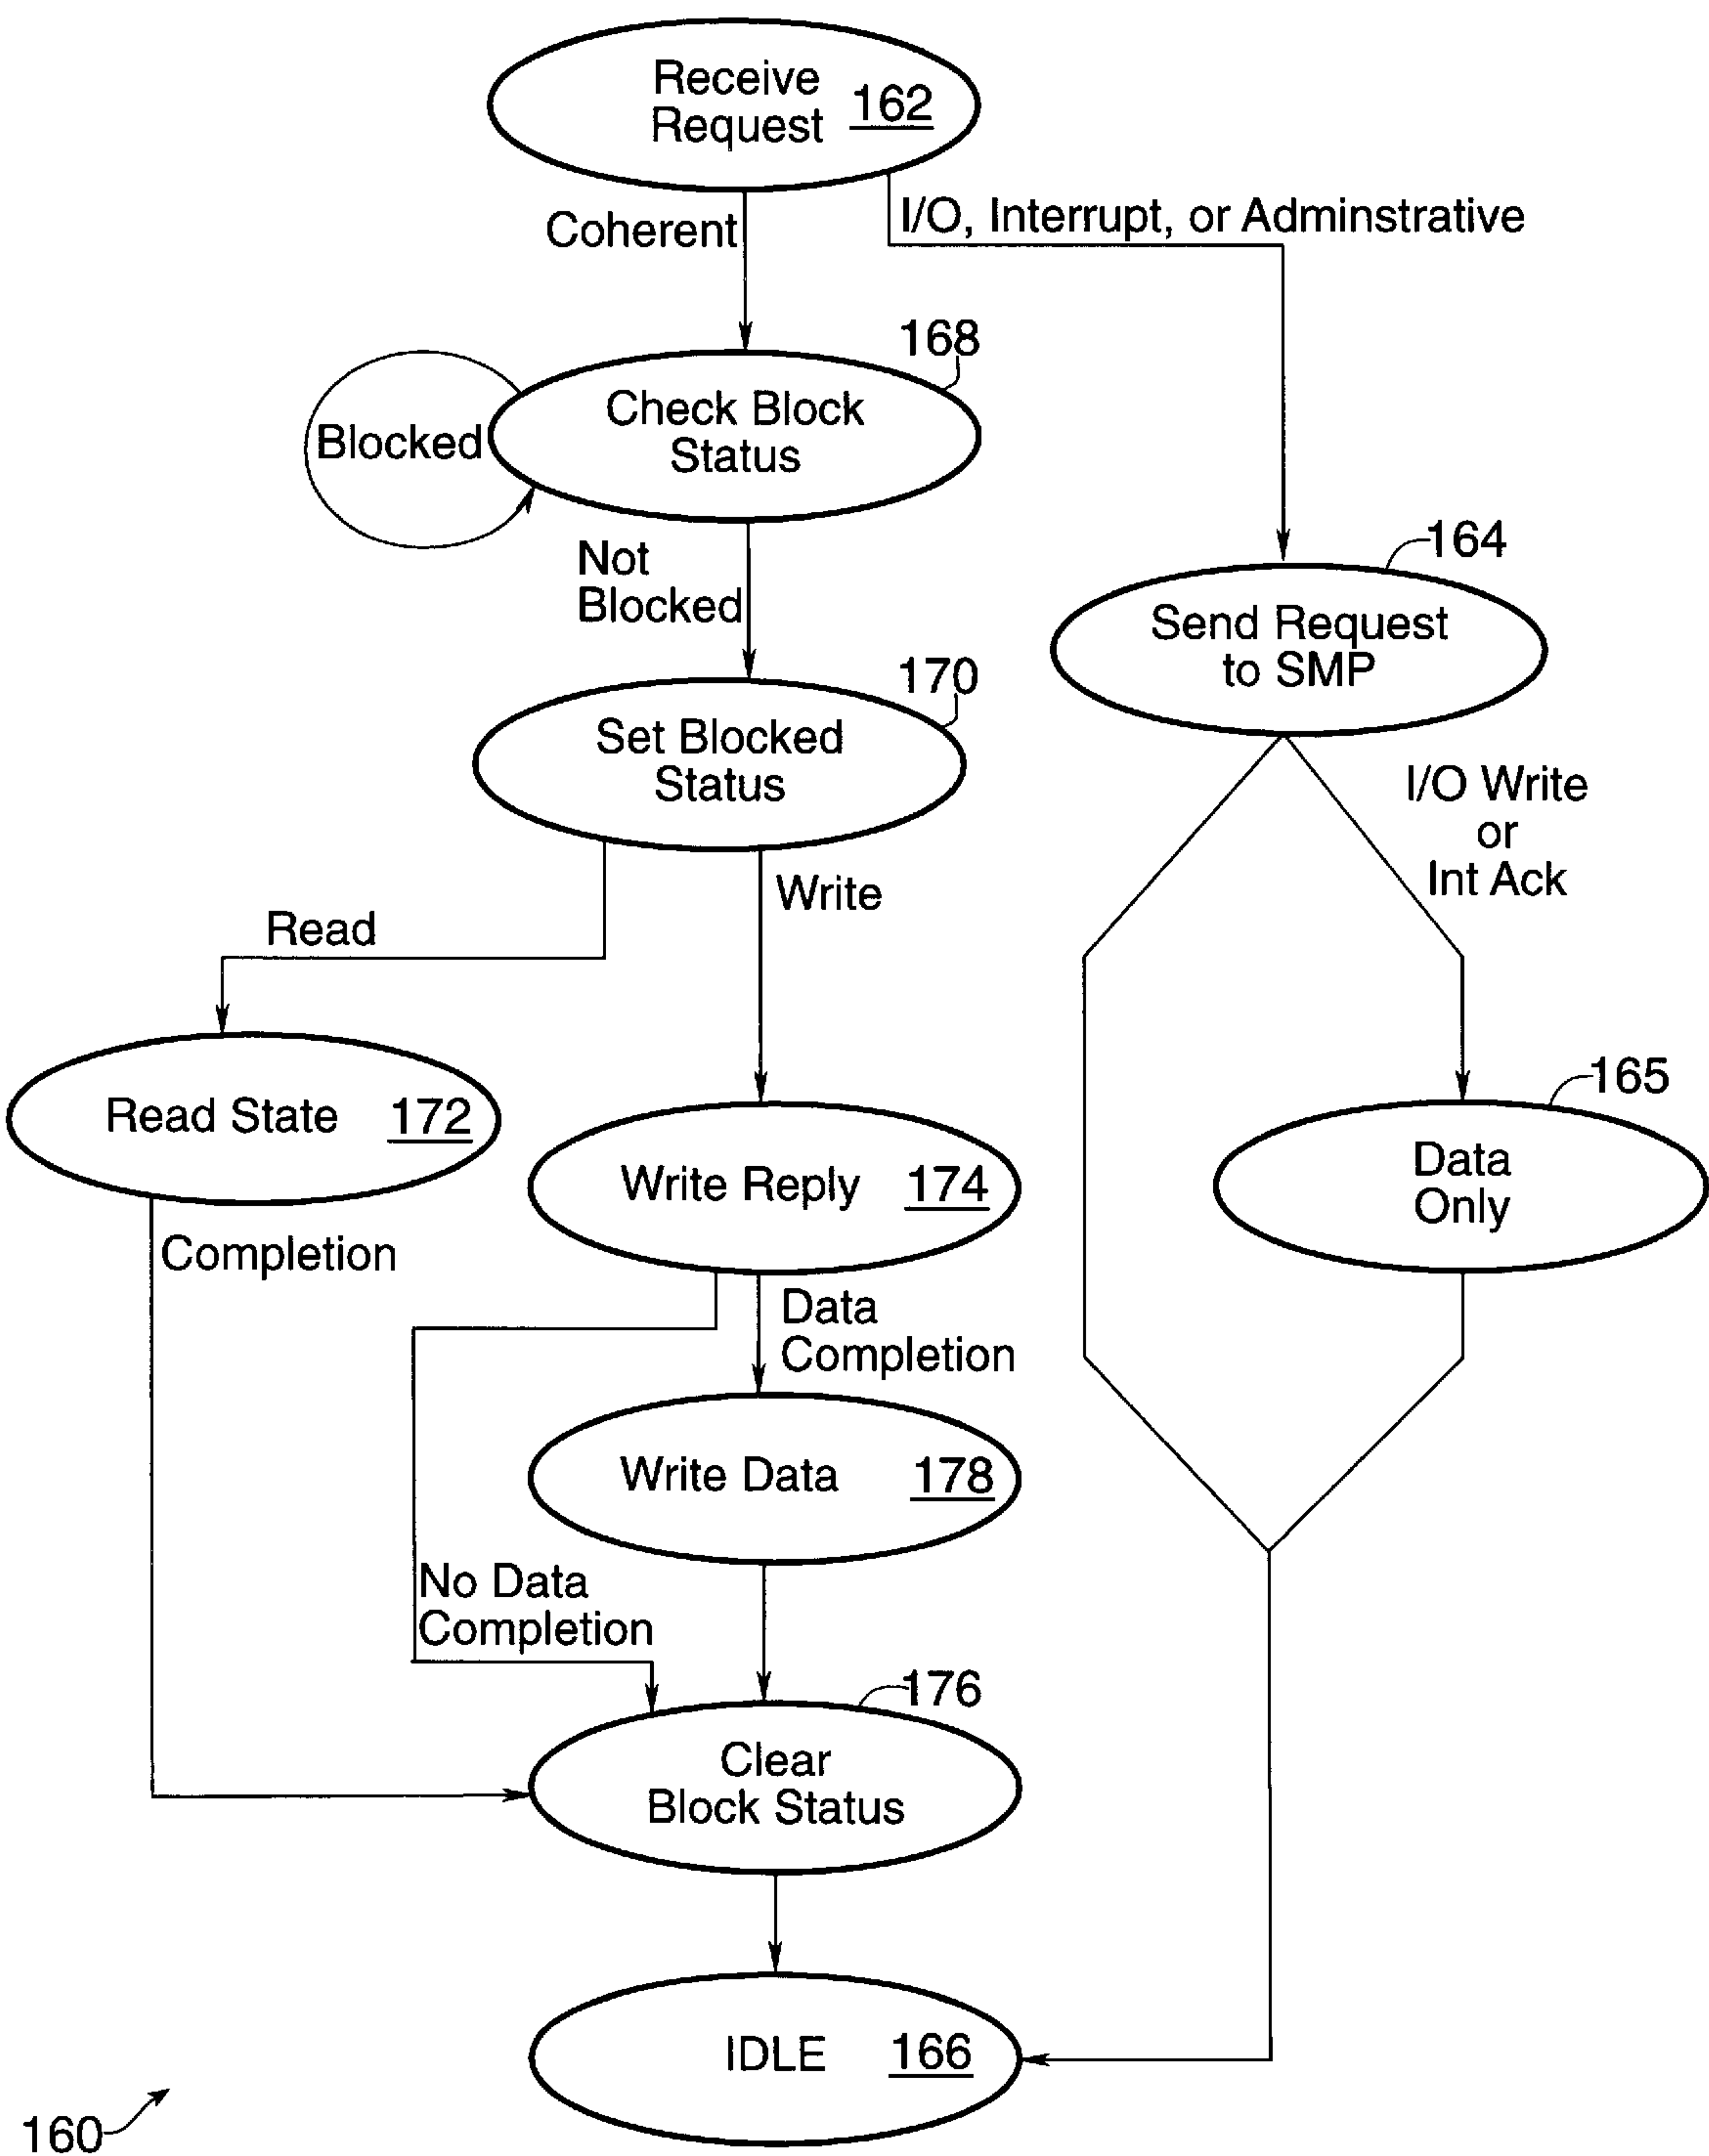 Receive
Request 162
Coherent
I/O, Interrupt, or Adminstrative
168
Check Block
Status
Blocked
Not
Blocked
164
Send Request
to SMP
170
Set Blocked
Status
I/O Write
or
Int Ack
Write
Read
165
Read State 172
Data
Only
Write Reply 174
Completion
Data
Completion
Write Data 178
No Data
Completion
176
Clear
Block Status
IDLE 166
160